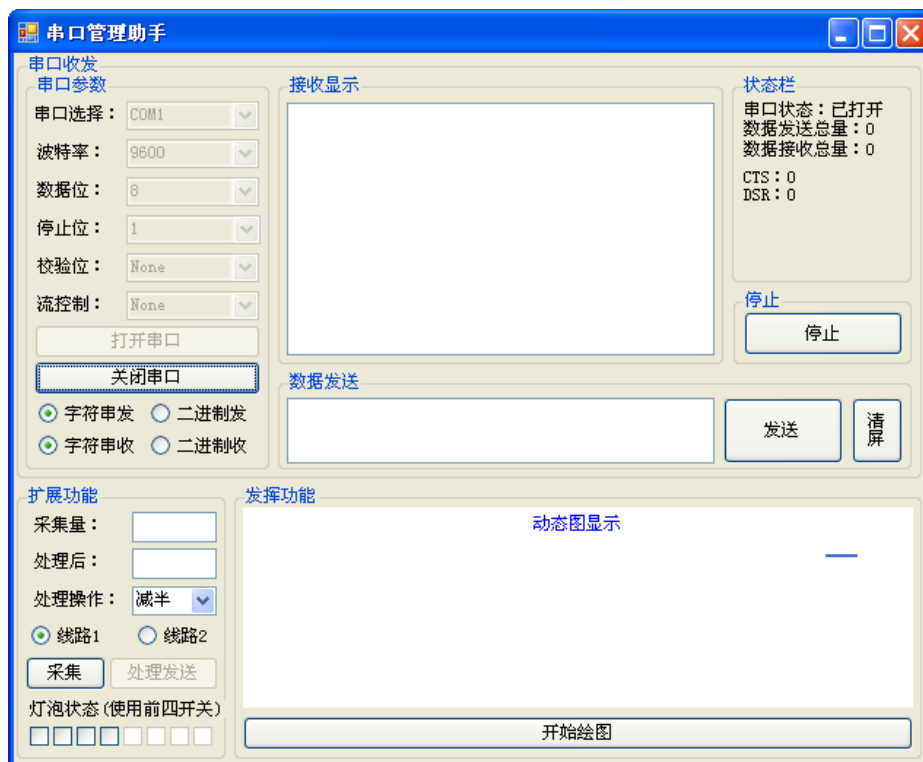 串口管理助手
串口收发
串口参数
串口选择： COM1
波特率： 9600
数据位： 8
停止位： 1
校验位： None
流控制： None
打开串口
关闭串口
字符串发 二进制发
字符串收 二进制收
接收显示
数据发送
发送
清屏
状态栏
串口状态：已打开
数据发送总量：0
数据接收总量：0
CTS：0
DSR：0
停止
停止
扩展功能
采集量：
处理后：
处理操作： 减半
线路1 线路2
采集 处理发送
灯泡状态(使用前四开关)
发挥功能
动态图显示
开始绘图